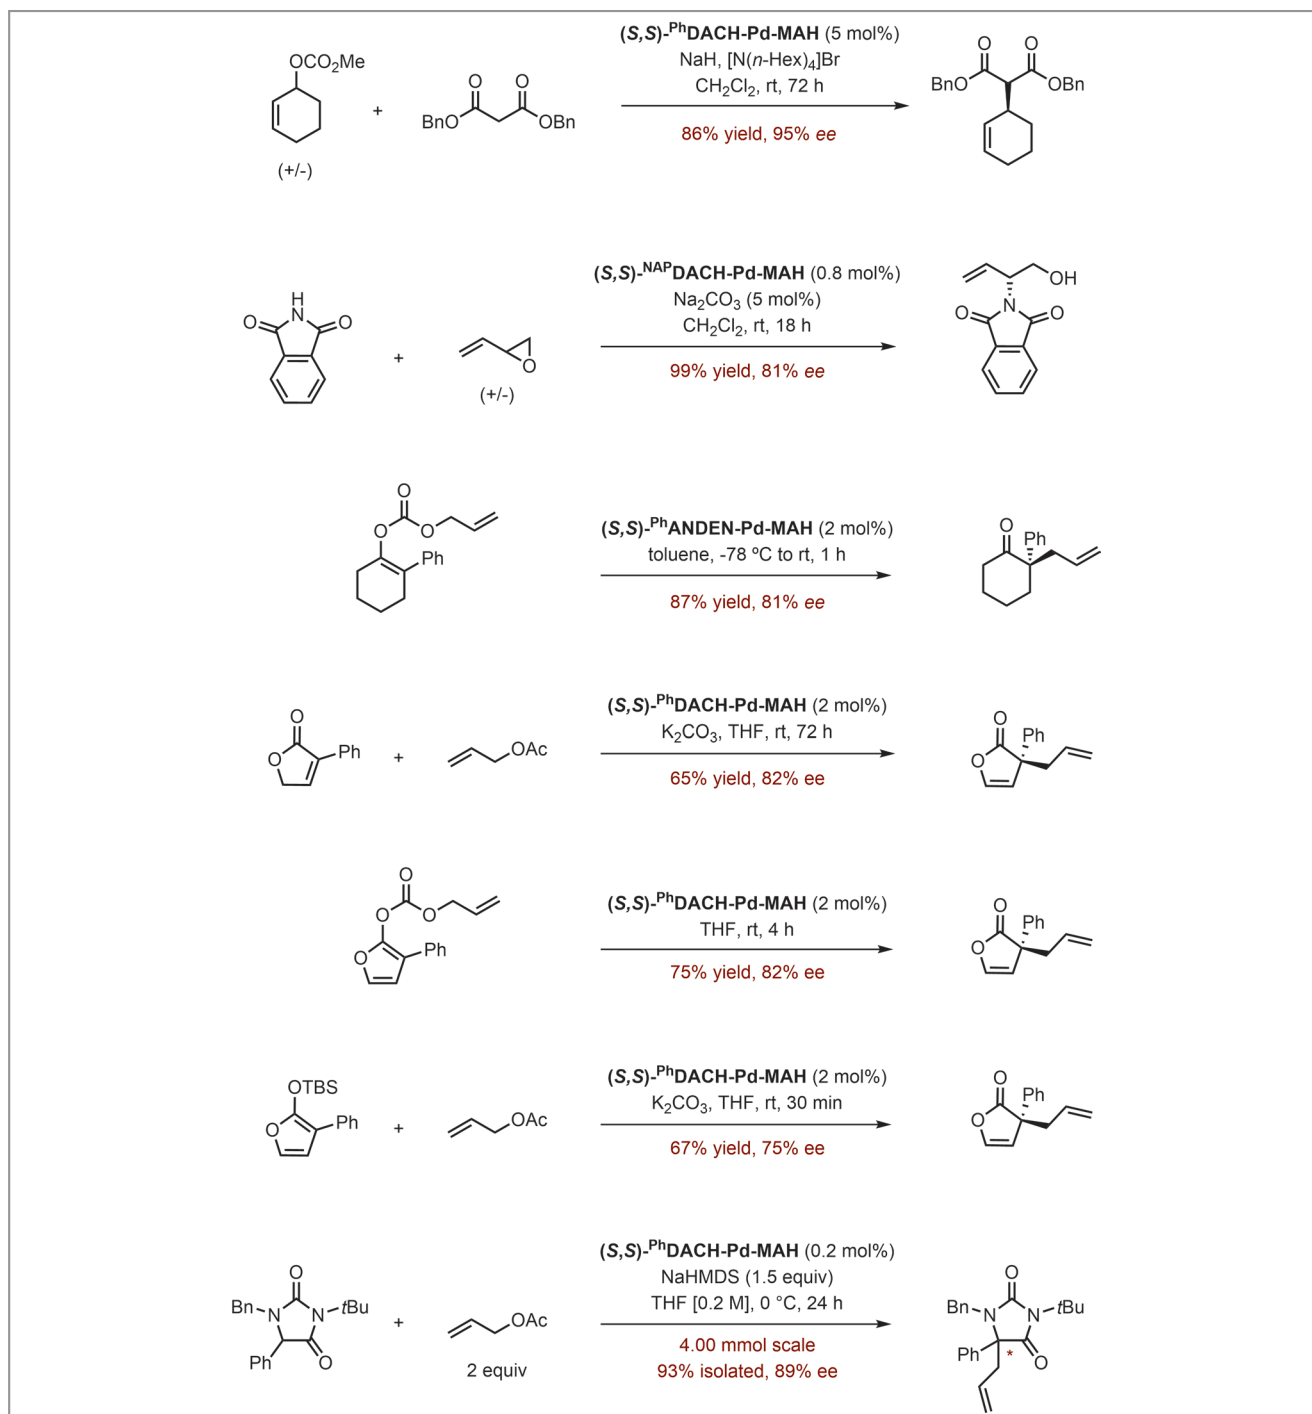 OCO₂Me
(+/-)
+
O O
BnO OBn
(S,S)-ᴾʰDACH-Pd-MAH (5 mol%)
NaH, [N(n-Hex)₄]Br
CH₂Cl₂, rt, 72 h
86% yield, 95% ee
O O
BnO OBn
H
N
O O
+
O
(+/-)
(S,S)-ᴺᴬᴾDACH-Pd-MAH (0.8 mol%)
Na₂CO₃ (5 mol%)
CH₂Cl₂, rt, 18 h
99% yield, 81% ee
OH
N
O O
O
O O
Ph
(S,S)-ᴾʰANDEN-Pd-MAH (2 mol%)
toluene, -78 ºC to rt, 1 h
87% yield, 81% ee
O Ph
O
O Ph
+
OAc
(S,S)-ᴾʰDACH-Pd-MAH (2 mol%)
K₂CO₃, THF, rt, 72 h
65% yield, 82% ee
O Ph
O
O
O O
O Ph
(S,S)-ᴾʰDACH-Pd-MAH (2 mol%)
THF, rt, 4 h
75% yield, 82% ee
O Ph
O
OTBS
O Ph
+
OAc
(S,S)-ᴾʰDACH-Pd-MAH (2 mol%)
K₂CO₃, THF, rt, 30 min
67% yield, 75% ee
O Ph
O
O
Bn N N tBu
Ph O
+
OAc
2 equiv
(S,S)-ᴾʰDACH-Pd-MAH (0.2 mol%)
NaHMDS (1.5 equiv)
THF [0.2 M], 0 °C, 24 h
4.00 mmol scale
93% isolated, 89% ee
O
Bn N N tBu
Ph * O